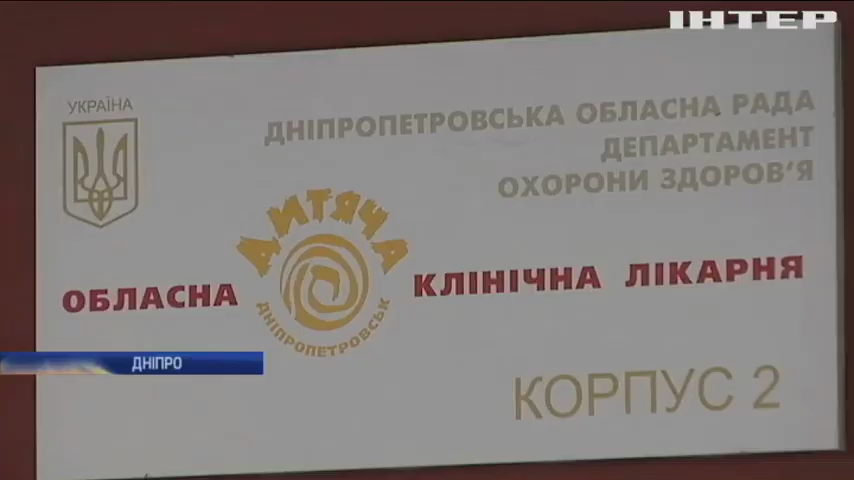 ІНТЕР
УКРАЇНА
ДНІПРОПЕТРОВСЬКА ОБЛАСНА РАДА
ДЕПАРТАМЕНТ
ОХОРОНИ ЗДОРОВ'Я
ОБЛАСНА ДИТЯЧА КЛІНІЧНА ЛІКАРНЯ
ДНІПРОПЕТРОВСЬК
ДНІПРО
КОРПУС 2